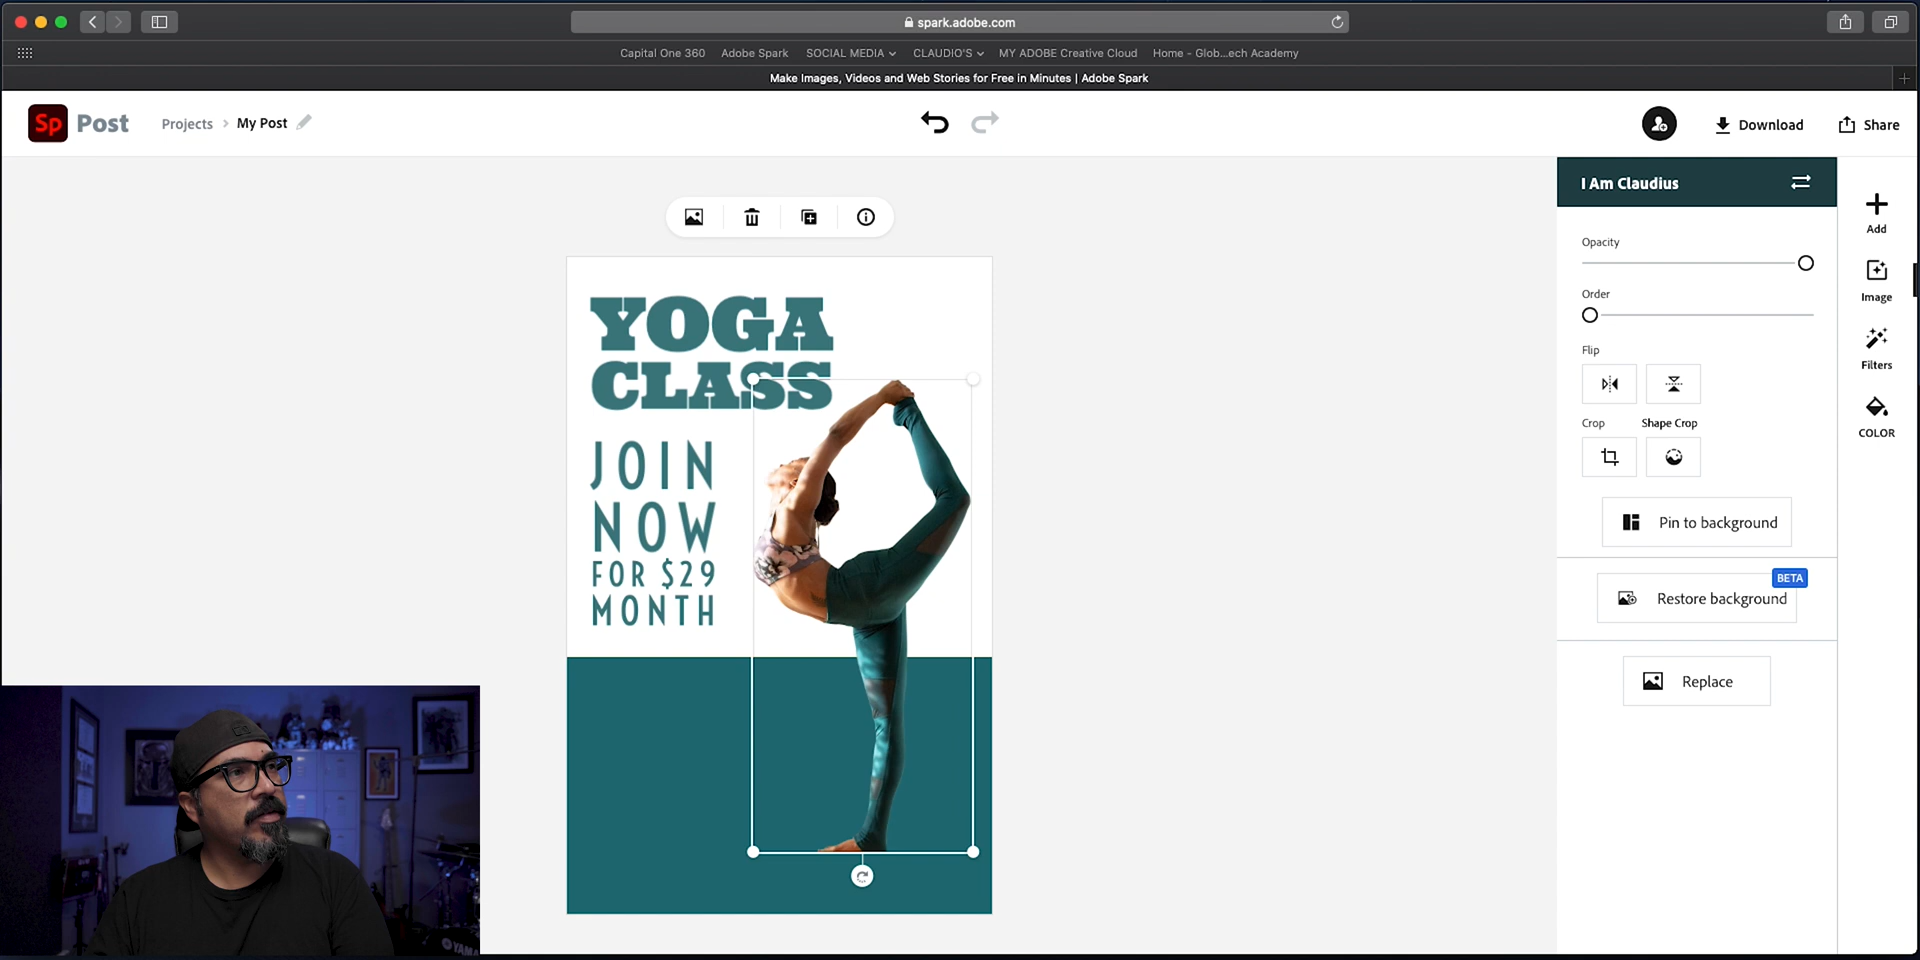 spark.adobe.com
Capital One 360 Adobe Spark SOCIAL MEDIA CLAUDIO'S MY ADOBE Creative Cloud Home - Glob...ech Academy
Make Images, Videos and Web Stories for Free in Minutes | Adobe Spark
Sp Post Projects > My Post Download Share
I Am Claudius
Opacity
Order
Flip
Crop Shape Crop
Pin to background
BETA
Restore background
Replace
Add
Image
Filters
COLOR
YOGA
CLASS
JOIN
NOW
FOR $29
MONTH
YAMA